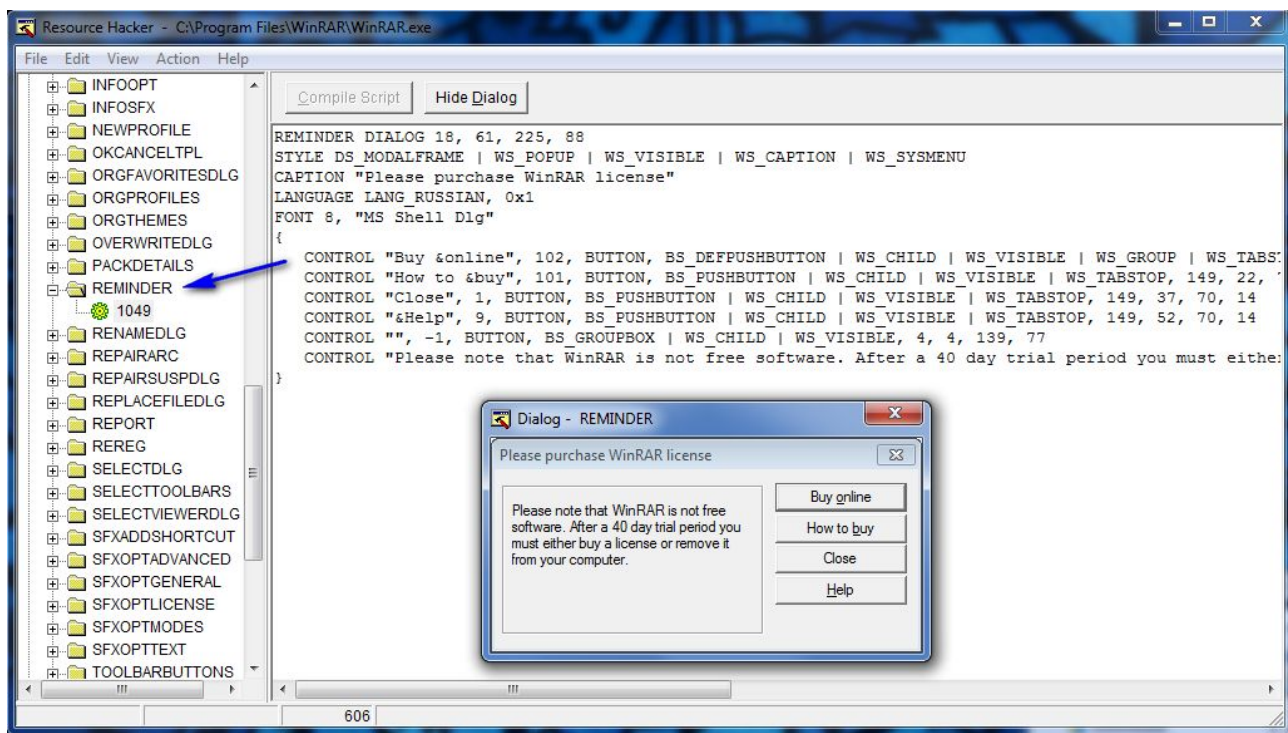 Resource Hacker - C:\Program Files\WinRAR\WinRAR.exe
File Edit View Action Help
INFOOPT
INFOSFX
NEWPROFILE
OKCANCELTPL
ORGFAVORITESDLG
ORGPROFILES
ORGTHEMES
OVERWRITEDLG
PACKDETAILS
REMINDER
1049
RENAMEDLG
REPAIRARC
REPAIRSUSPDLG
REPLACEFILEDLG
REPORT
REREG
SELECTDLG
SELECTTOOLBARS
SELECTVIEWERDLG
SFXADDSHORTCUT
SFXOPTADVANCED
SFXOPTGENERAL
SFXOPTLICENSE
SFXOPTMODES
SFXOPTTEXT
TOOLBARBUTTONS
Compile Script Hide Dialog
REMINDER DIALOG 18, 61, 225, 88
STYLE DS_MODALFRAME | WS_POPUP | WS_VISIBLE | WS_CAPTION | WS_SYSMENU
CAPTION "Please purchase WinRAR license"
LANGUAGE LANG_RUSSIAN, 0x1
FONT 8, "MS Shell Dlg"
{
CONTROL "Buy &online", 102, BUTTON, BS_DEFPUSHBUTTON | WS_CHILD | WS_VISIBLE | WS_GROUP | WS_TABS
CONTROL "How to &buy", 101, BUTTON, BS_PUSHBUTTON | WS_CHILD | WS_VISIBLE | WS_TABSTOP, 149, 22,
CONTROL "Close", 1, BUTTON, BS_PUSHBUTTON | WS_CHILD | WS_VISIBLE | WS_TABSTOP, 149, 37, 70, 14
CONTROL "&Help", 9, BUTTON, BS_PUSHBUTTON | WS_CHILD | WS_VISIBLE | WS_TABSTOP, 149, 52, 70, 14
CONTROL "", -1, BUTTON, BS_GROUPBOX | WS_CHILD | WS_VISIBLE, 4, 4, 139, 77
CONTROL "Please note that WinRAR is not free software. After a 40 day trial period you must eithe
}
Dialog - REMINDER
Please purchase WinRAR license
Please note that WinRAR is not free
software. After a 40 day trial period you
must either buy a license or remove it
from your computer.
Buy online
How to buy
Close
Help
606